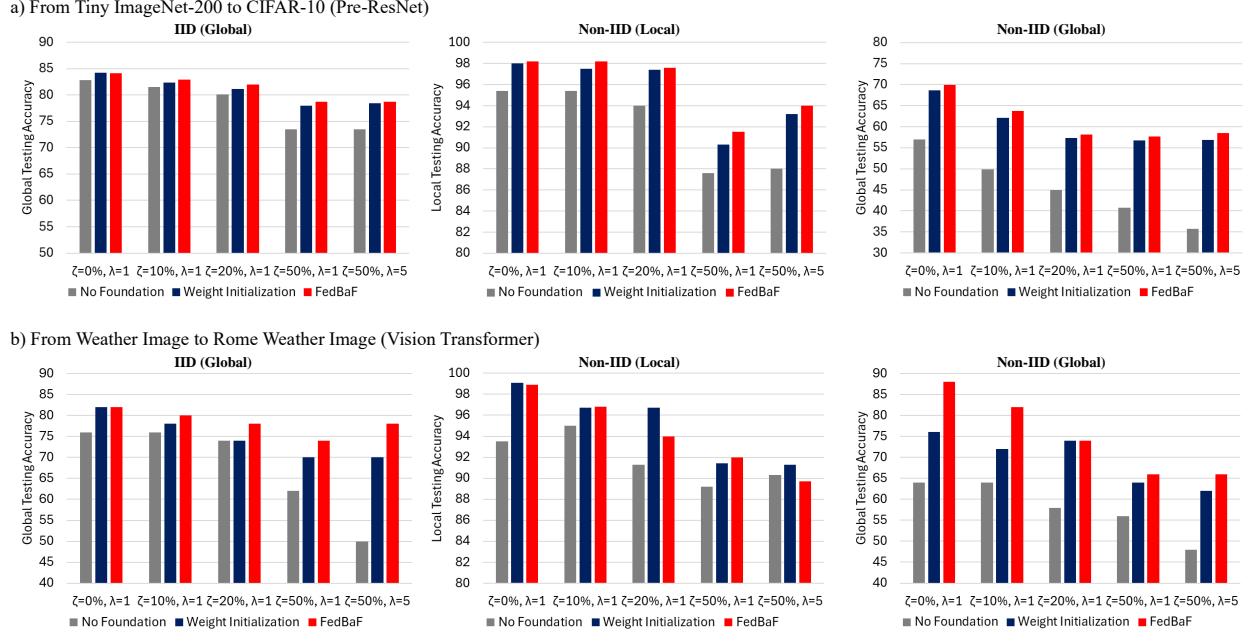 a) From Tiny ImageNet-200 to CIFAR-10 (Pre-ResNet)
IID (Global)
Global Testing Accuracy
90
85
80
75
70
65
60
55
50
ζ=0%, λ=1 ζ=10%, λ=1 ζ=20%, λ=1 ζ=50%, λ=1 ζ=50%, λ=5
No Foundation Weight Initialization FedBaF
Non-IID (Local)
Local Testing Accuracy
100
98
96
94
92
90
88
86
84
82
80
ζ=0%, λ=1 ζ=10%, λ=1 ζ=20%, λ=1 ζ=50%, λ=1 ζ=50%, λ=5
No Foundation Weight Initialization FedBaF
Non-IID (Global)
Global Testing Accuracy
80
75
70
65
60
55
50
45
40
35
30
ζ=0%, λ=1 ζ=10%, λ=1 ζ=20%, λ=1 ζ=50%, λ=1 ζ=50%, λ=5
No Foundation Weight Initialization FedBaF
b) From Weather Image to Rome Weather Image (Vision Transformer)
IID (Global)
Global Testing Accuracy
90
85
80
75
70
65
60
55
50
45
40
ζ=0%, λ=1 ζ=10%, λ=1 ζ=20%, λ=1 ζ=50%, λ=1 ζ=50%, λ=5
No Foundation Weight Initialization FedBaF
Non-IID (Local)
Local Testing Accuracy
100
98
96
94
92
90
88
86
84
82
80
ζ=0%, λ=1 ζ=10%, λ=1 ζ=20%, λ=1 ζ=50%, λ=1 ζ=50%, λ=5
No Foundation Weight Initialization FedBaF
Non-IID (Global)
Global Testing Accuracy
90
85
80
75
70
65
60
55
50
45
40
ζ=0%, λ=1 ζ=10%, λ=1 ζ=20%, λ=1 ζ=50%, λ=1 ζ=50%, λ=5
No Foundation Weight Initialization FedBaF